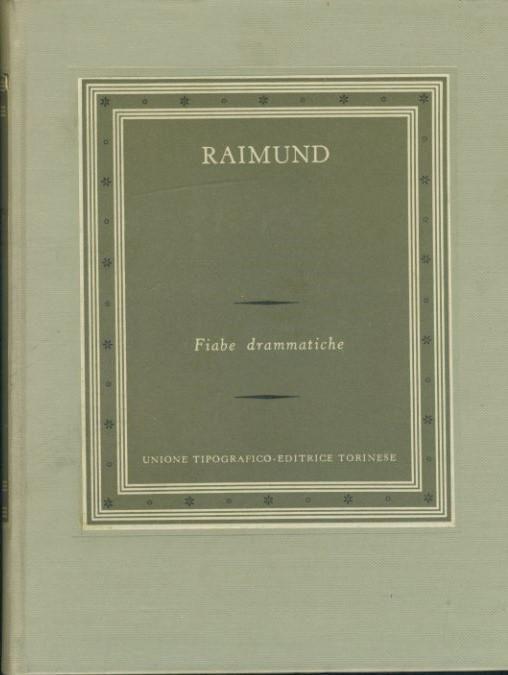 RAIMUND
Fiabe drammatiche
UNIONE TIPOGRAFICO-EDITRICE TORINESE